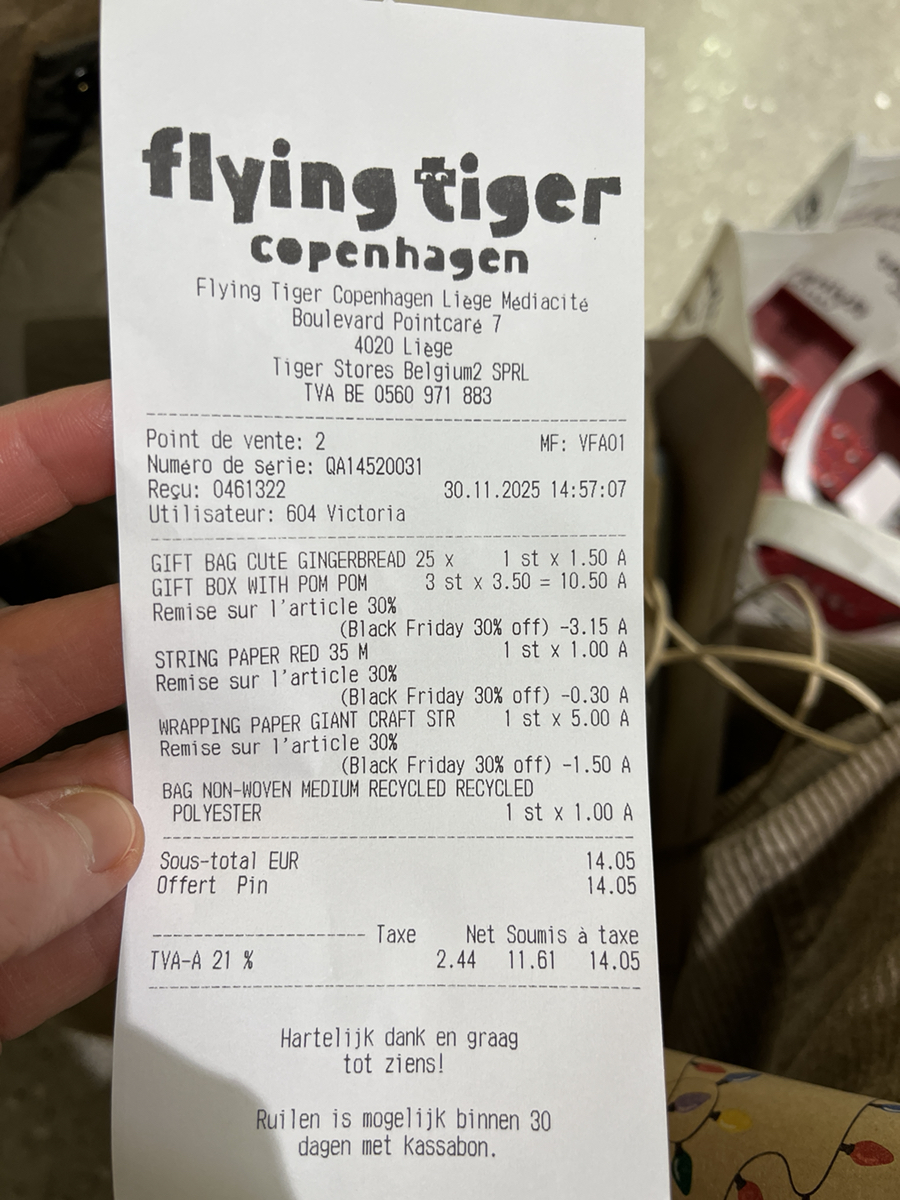 flying tiger
copenhagen
Flying Tiger Copenhagen Liège Médiacité
Boulevard Pointcaré 7
4020 Liège
Tiger Stores Belgium2 SPRL
TVA BE 0560 971 883
Point de vente: 2 MF: VFA01
Numéro de série: QA14520031
Reçu: 0461322 30.11.2025 14:57:07
Utilisateur: 604 Victoria
GIFT BAG CUtE GINGERBREAD 25 x 1 st x 1.50 A
GIFT BOX WITH POM POM 3 st x 3.50 = 10.50 A
Remise sur l'article 30%
(Black Friday 30% off) -3.15 A
STRING PAPER RED 35 M 1 st x 1.00 A
Remise sur l'article 30%
(Black Friday 30% off) -0.30 A
WRAPPING PAPER GIANT CRAFT STR 1 st x 5.00 A
Remise sur l'article 30%
(Black Friday 30% off) -1.50 A
BAG NON-WOVEN MEDIUM RECYCLED RECYCLED
POLYESTER 1 st x 1.00 A
Sous-total EUR 14.05
Offert Pin 14.05
-------------------- Taxe Net Soumis à taxe
TVA-A 21 % 2.44 11.61 14.05
Hartelijk dank en graag
tot ziens!
Ruilen is mogelijk binnen 30
dagen met kassabon.